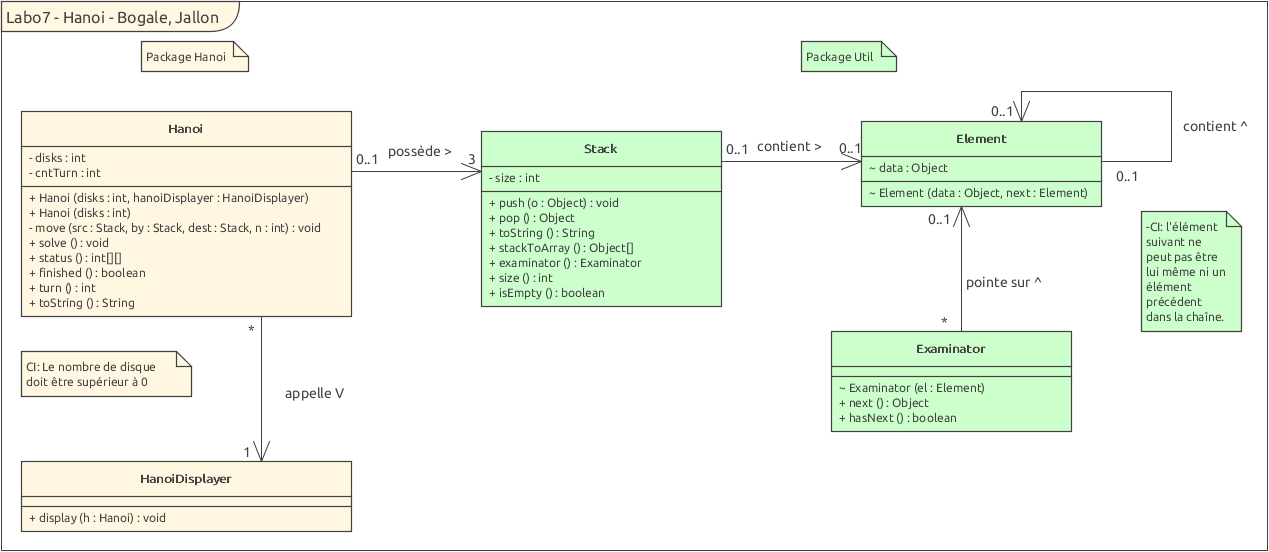 Labo7 - Hanoi - Bogale, Jallon
Package Hanoi
Package Util
Hanoi
- disks : int
- cntTurn : int
+ Hanoi (disks : int, hanoiDisplayer : HanoiDisplayer)
+ Hanoi (disks : int)
- move (src : Stack, by : Stack, dest : Stack, n : int) : void
+ solve () : void
+ status () : int[][]
+ finished () : boolean
+ turn () : int
+ toString () : String
0..1
possède >
3
Stack
- size : int
+ push (o : Object) : void
+ pop () : Object
+ toString () : String
+ stackToArray () : Object[]
+ examinator () : Examinator
+ size () : int
+ isEmpty () : boolean
0..1
contient >
0..1
Element
~ data : Object
~ Element (data : Object, next : Element)
0..1
contient ^
0..1
-CI: l'élément
suivant ne
peut pas être
lui même ni un
élément
précédent
dans la chaîne.
0..1
pointe sur ^
*
Examinator
~ Examinator (el : Element)
+ next () : Object
+ hasNext () : boolean
*
CI: Le nombre de disque
doit être supérieur à 0
appelle V
1
HanoiDisplayer
+ display (h : Hanoi) : void